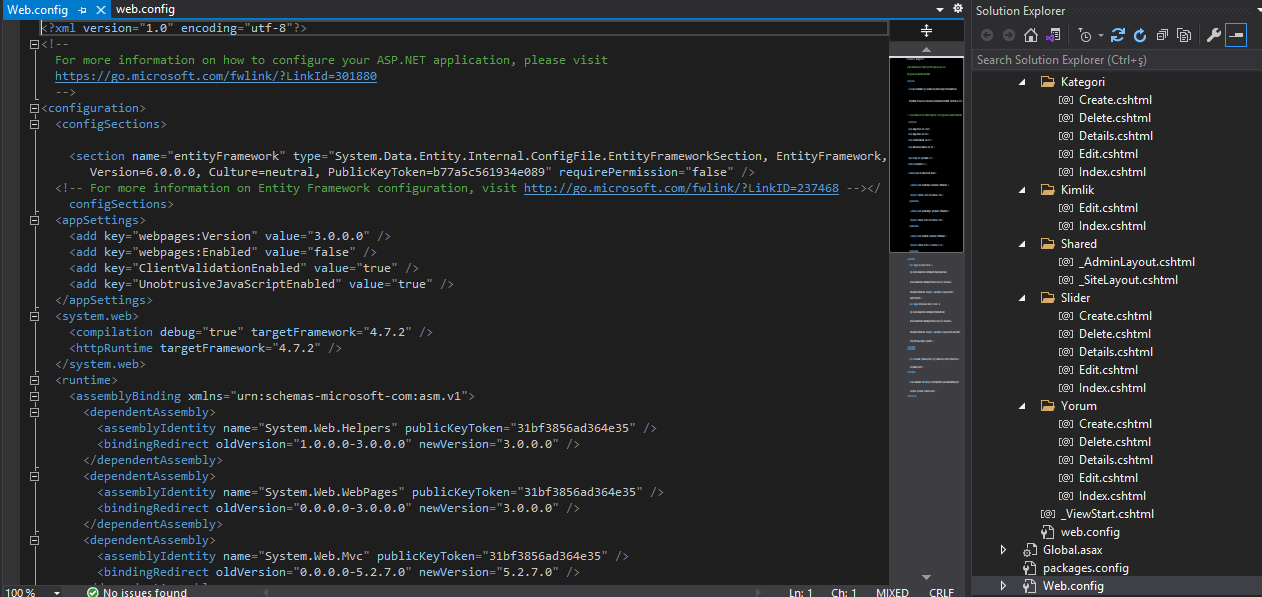 Web.config
web.config
<?xml version="1.0" encoding="utf-8"?>
<!--
For more information on how to configure your ASP.NET application, please visit
https://go.microsoft.com/fwlink/?LinkId=301880
-->
<configuration>
<configSections>
<section name="entityFramework" type="System.Data.Entity.Internal.ConfigFile.EntityFrameworkSection, EntityFramework,
Version=6.0.0.0, Culture=neutral, PublicKeyToken=b77a5c561934e089" requirePermission="false" />
<!-- For more information on Entity Framework configuration, visit http://go.microsoft.com/fwlink/?LinkID=237468 --></
configSections>
<appSettings>
<add key="webpages:Version" value="3.0.0.0" />
<add key="webpages:Enabled" value="false" />
<add key="ClientValidationEnabled" value="true" />
<add key="UnobtrusiveJavaScriptEnabled" value="true" />
</appSettings>
<system.web>
<compilation debug="true" targetFramework="4.7.2" />
<httpRuntime targetFramework="4.7.2" />
</system.web>
<runtime>
<assemblyBinding xmlns="urn:schemas-microsoft-com:asm.v1">
<dependentAssembly>
<assemblyIdentity name="System.Web.Helpers" publicKeyToken="31bf3856ad364e35" />
<bindingRedirect oldVersion="1.0.0.0-3.0.0.0" newVersion="3.0.0.0" />
</dependentAssembly>
<dependentAssembly>
<assemblyIdentity name="System.Web.WebPages" publicKeyToken="31bf3856ad364e35" />
<bindingRedirect oldVersion="0.0.0.0-3.0.0.0" newVersion="3.0.0.0" />
</dependentAssembly>
<dependentAssembly>
<assemblyIdentity name="System.Web.Mvc" publicKeyToken="31bf3856ad364e35" />
<bindingRedirect oldVersion="0.0.0.0-5.2.7.0" newVersion="5.2.7.0" />
100 %
No issues found
Ln: 1
Ch: 1
MIXED
CRLF
Solution Explorer
Search Solution Explorer (Ctrl+ş)
Kategori
Create.cshtml
Delete.cshtml
Details.cshtml
Edit.cshtml
Index.cshtml
Kimlik
Edit.cshtml
Index.cshtml
Shared
_AdminLayout.cshtml
_SiteLayout.cshtml
Slider
Create.cshtml
Delete.cshtml
Details.cshtml
Edit.cshtml
Index.cshtml
Yorum
Create.cshtml
Delete.cshtml
Details.cshtml
Edit.cshtml
Index.cshtml
_ViewStart.cshtml
web.config
Global.asax
packages.config
Web.config